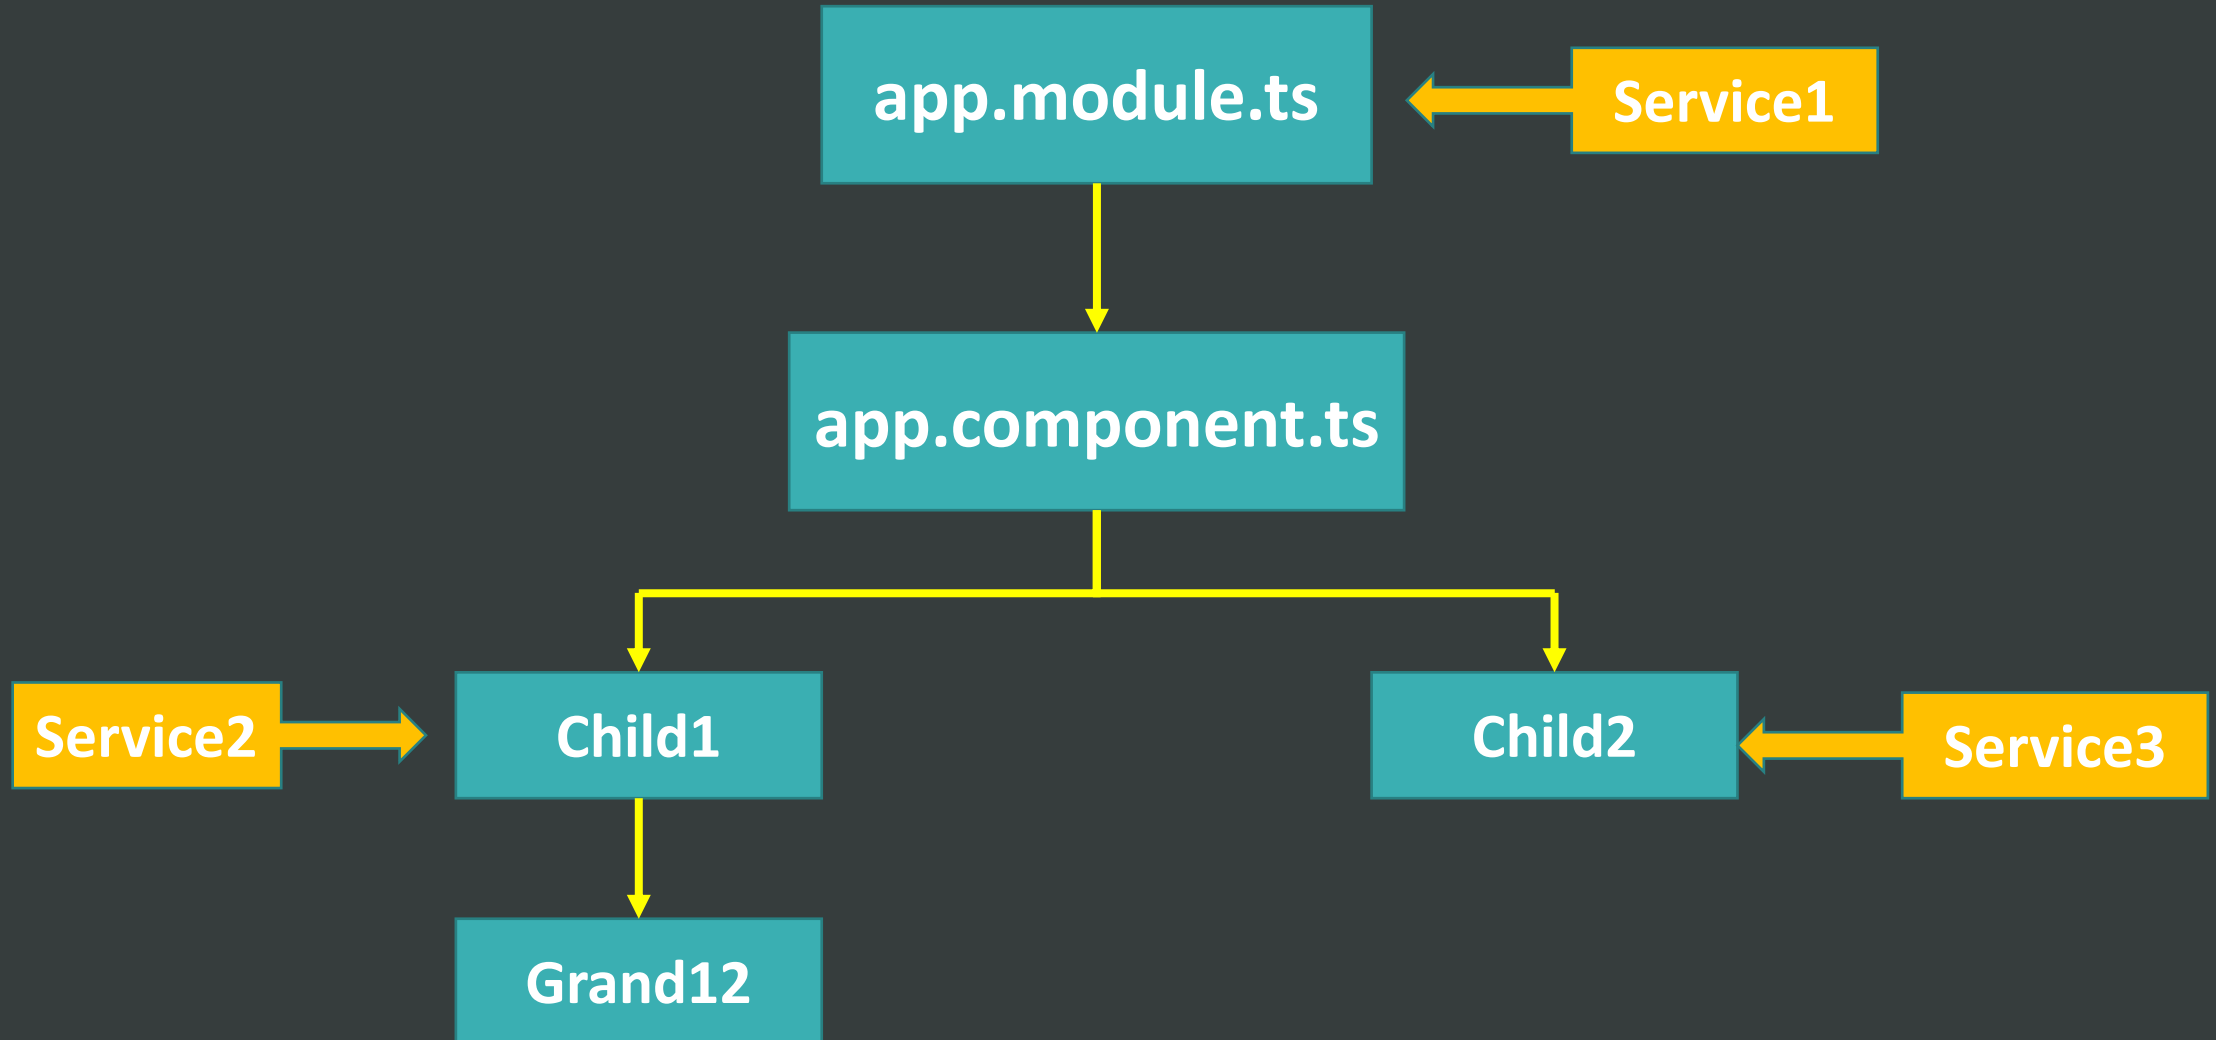 app.module.ts
Service1
app.component.ts
Service2
Child1
Child2
Service3
Grand12